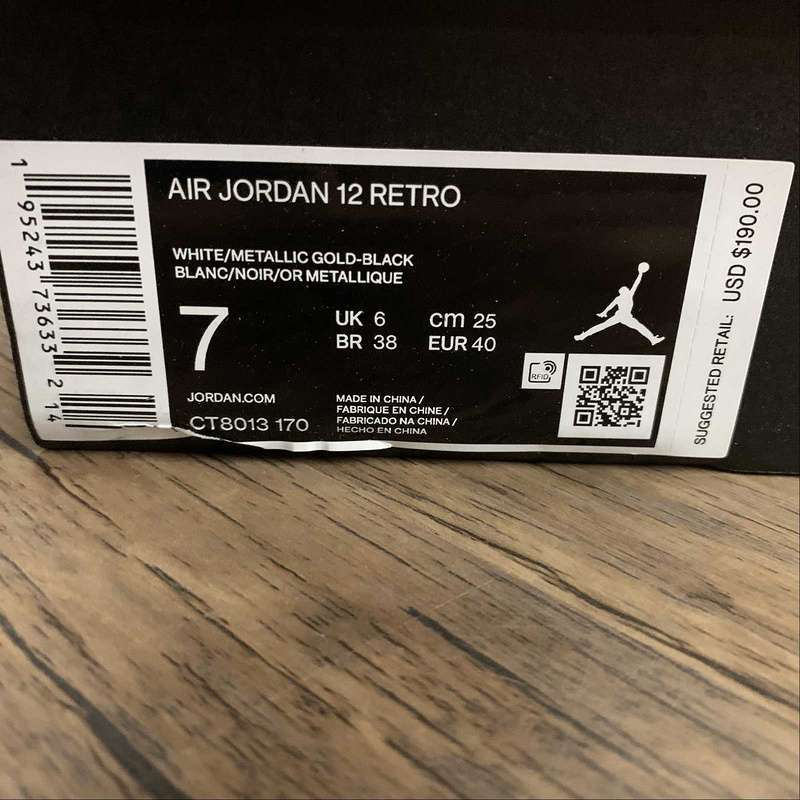 AIR JORDAN 12 RETRO
WHITE/METALLIC GOLD-BLACK
BLANC/NOIR/OR METALLIQUE
7
UK 6 cm 25
BR 38 EUR 40
RFID
JORDAN.COM
CT8013 170
MADE IN CHINA /
FABRIQUE EN CHINE /
FABRICADO NA CHINA /
HECHO EN CHINA
1 95243 73633 2 14
SUGGESTED RETAIL: USD $190.00